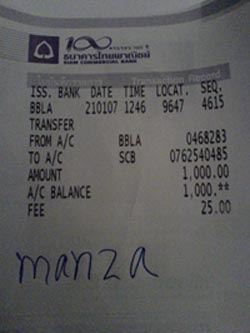 ธนาคารไทยพาณิชย์
SIAM COMMERCIAL BANK
Transaction Record
ISS. BANK DATE TIME LOCAT. SEQ.
BBLA 210107 1246 9647 4615
TRANSFER
FROM A/C BBLA 0468283
TO A/C SCB 0762540485
AMOUNT 1,000.00
A/C BALANCE 1,000.**
FEE 25.00
manza